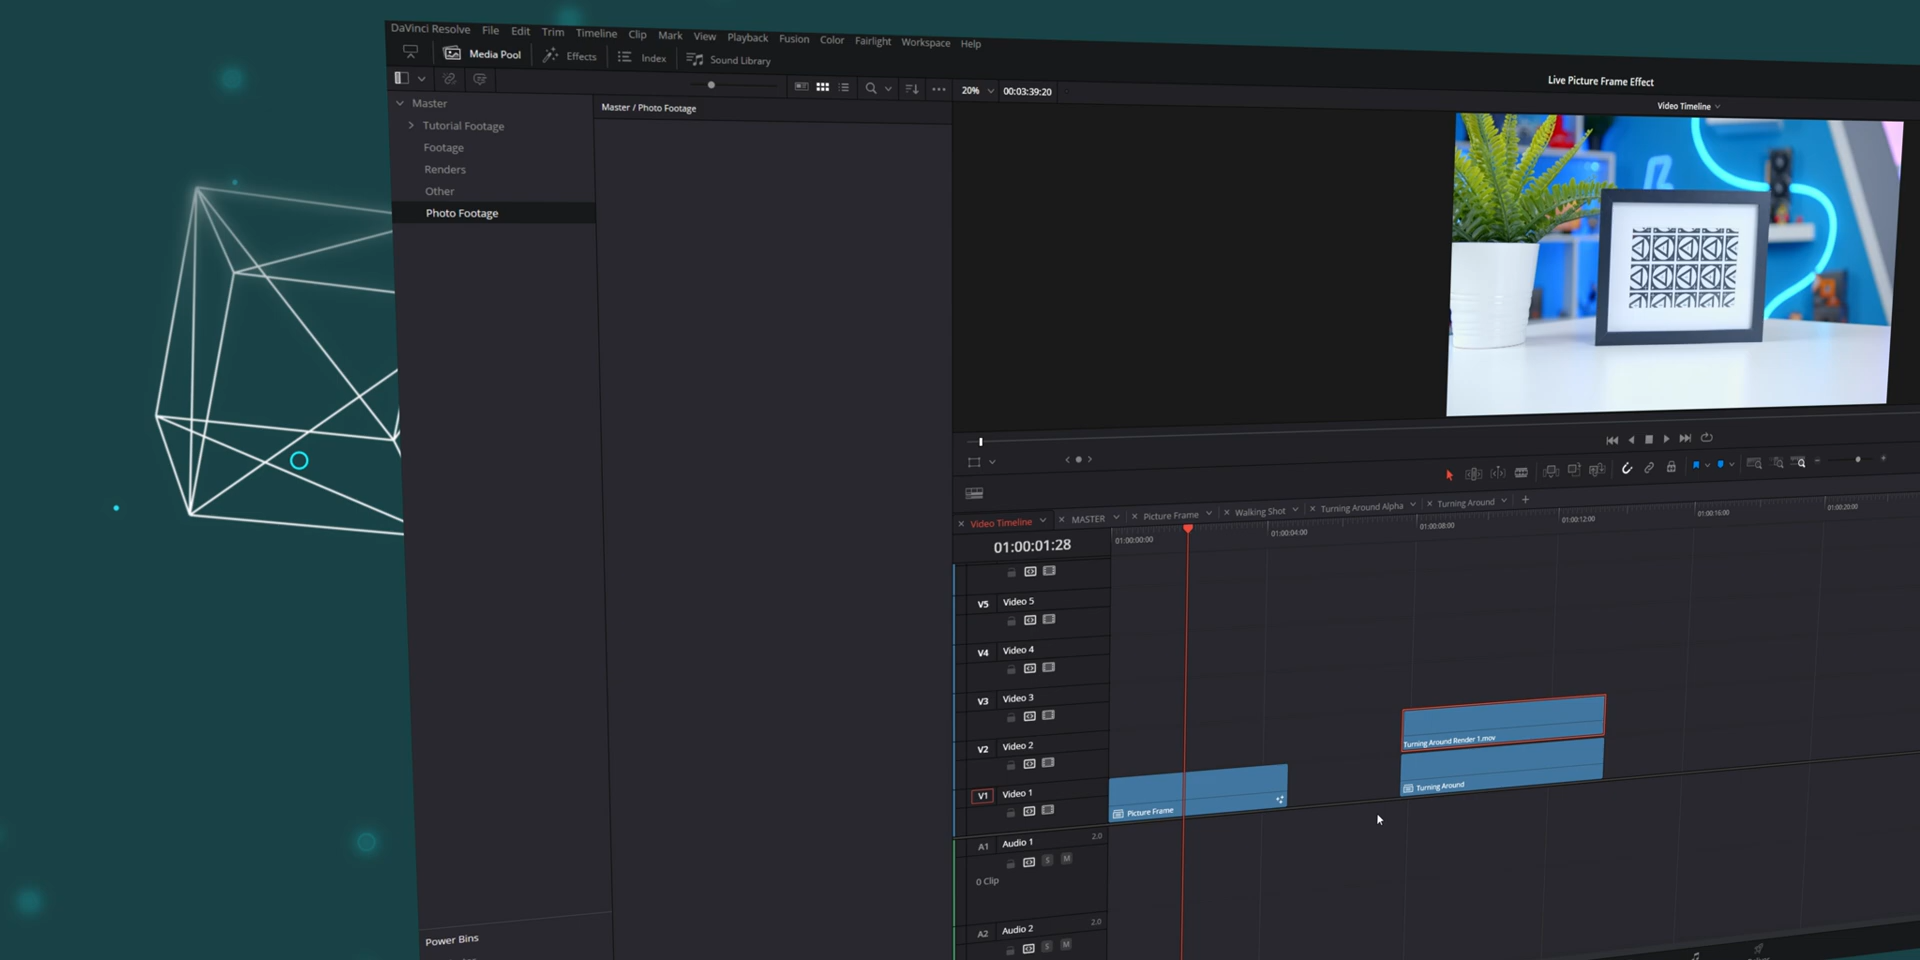 DaVinci Resolve File Edit Trim Timeline Clip Mark View Playback Fusion Color Fairlight Workspace Help
Media Pool Effects Index Sound Library
Live Picture Frame Effect
20% 00:03:39:20
Video Timeline
Master
Master / Photo Footage
Tutorial Footage
Footage
Renders
Other
Photo Footage
Video Timeline MASTER Picture Frame Walking Shot Turning Around Alpha Turning Around
01:00:01:28
01:00:00:00 01:00:04:00 01:00:08:00 01:00:12:00 01:00:16:00 01:00:20:00
V5 Video 5
V4 Video 4
V3 Video 3
Turning Around Render 1.mov
V2 Video 2
Turning Around
V1 Video 1
Picture Frame
A1 Audio 1 2.0
S M
0 Clip
A2 Audio 2 2.0
S M
Power Bins